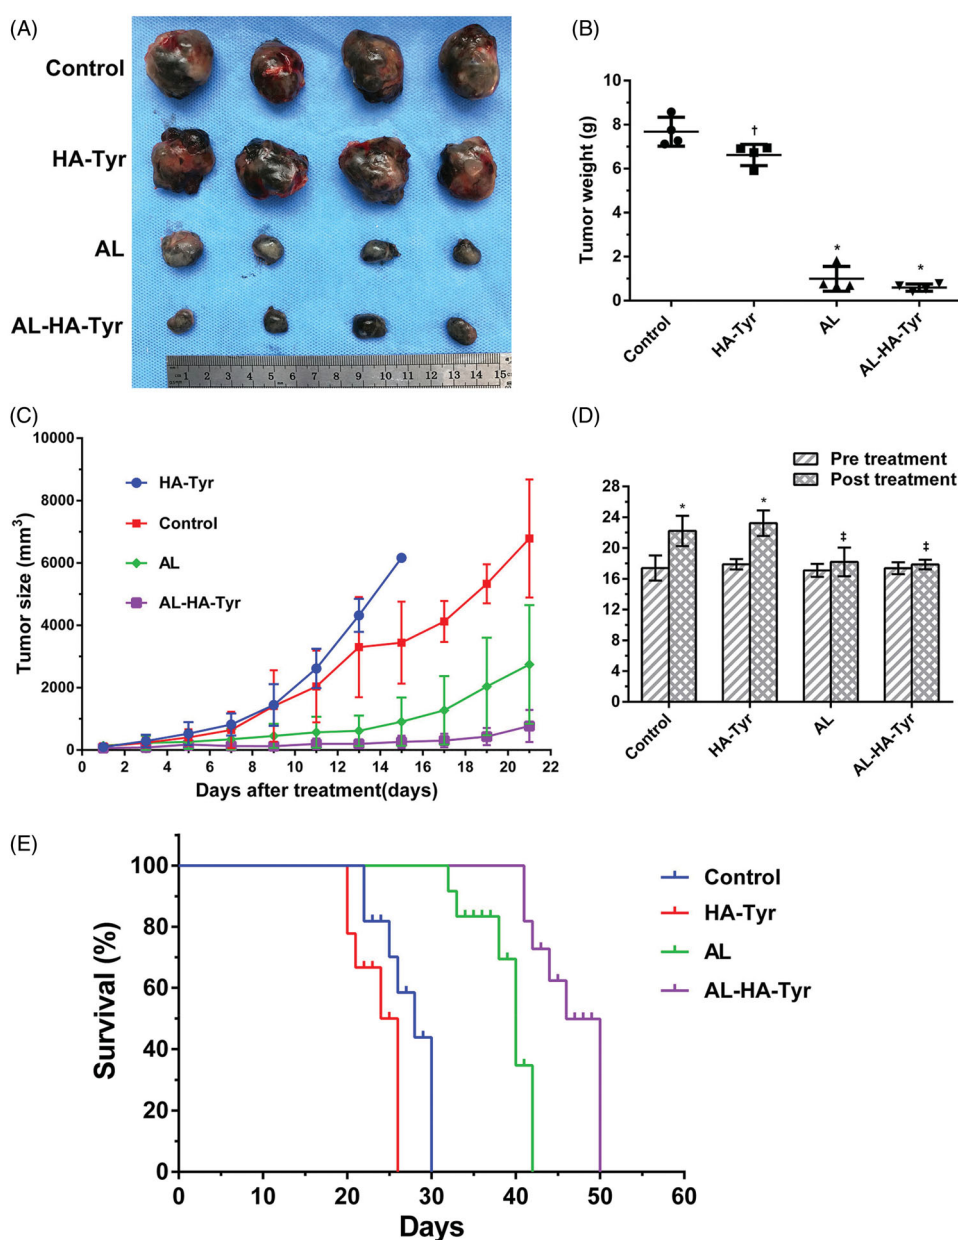 (A)
Control
HA-Tyr
AL
AL-HA-Tyr
1 2 3 4 5 6 7 8 9 10 11 12 13 14 15
(B)
Tumor weight (g)
10
8
6
4
2
0
†
*
*
Control
HA-Tyr
AL
AL-HA-Tyr
(C)
Tumor size (mm3)
10000
8000
6000
4000
2000
0
HA-Tyr
Control
AL
AL-HA-Tyr
0 2 4 6 8 10 12 14 16 18 20 22
Days after treatment(days)
(D)
Pre treatment
Post treatment
28
24
20
16
12
8
4
0
*
*
‡
‡
Control
HA-Tyr
AL
AL-HA-Tyr
(E)
Survival (%)
100
80
60
40
20
0
0 10 20 30 40 50 60
Days
Control
HA-Tyr
AL
AL-HA-Tyr